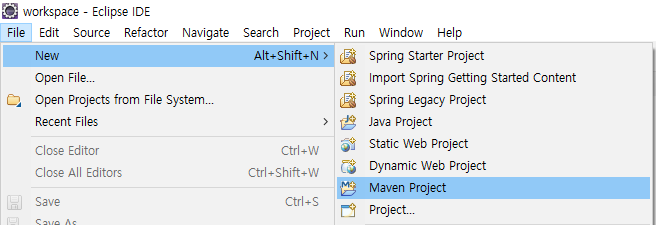 workspace - Eclipse IDE
File Edit Source Refactor Navigate Search Project Run Window Help
New Alt+Shift+N >
Open File...
Open Projects from File System...
Recent Files >
Close Editor Ctrl+W
Close All Editors Ctrl+Shift+W
Save Ctrl+S
Save As...
Spring Starter Project
Import Spring Getting Started Content
Spring Legacy Project
Java Project
Static Web Project
Dynamic Web Project
Maven Project
Project...